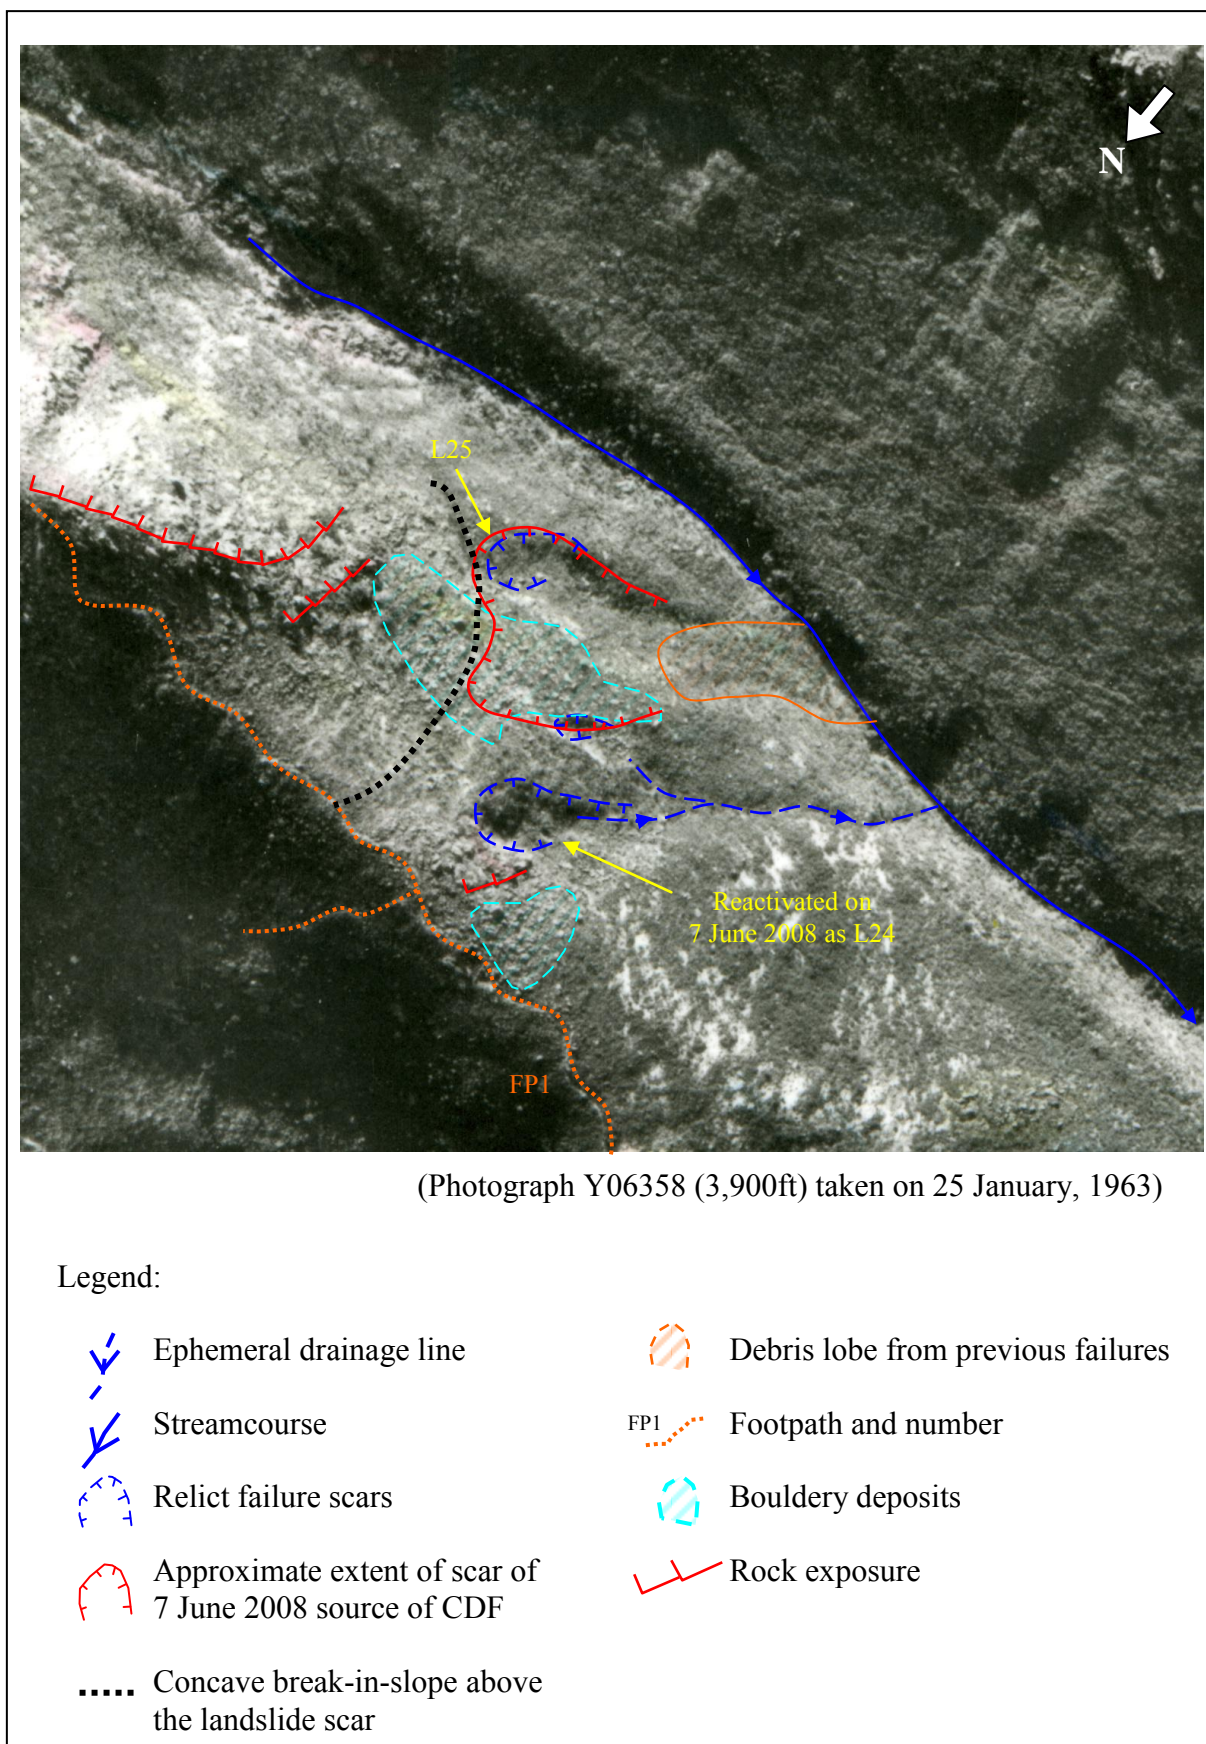 N
L25
Reactivated on
7 June 2008 as L24
FP1
(Photograph Y06358 (3,900ft) taken on 25 January, 1963)
Legend:
Ephemeral drainage line
Streamcourse
Relict failure scars
Approximate extent of scar of
7 June 2008 source of CDF
Concave break-in-slope above
the landslide scar
Debris lobe from previous failures
FP1 Footpath and number
Bouldery deposits
Rock exposure